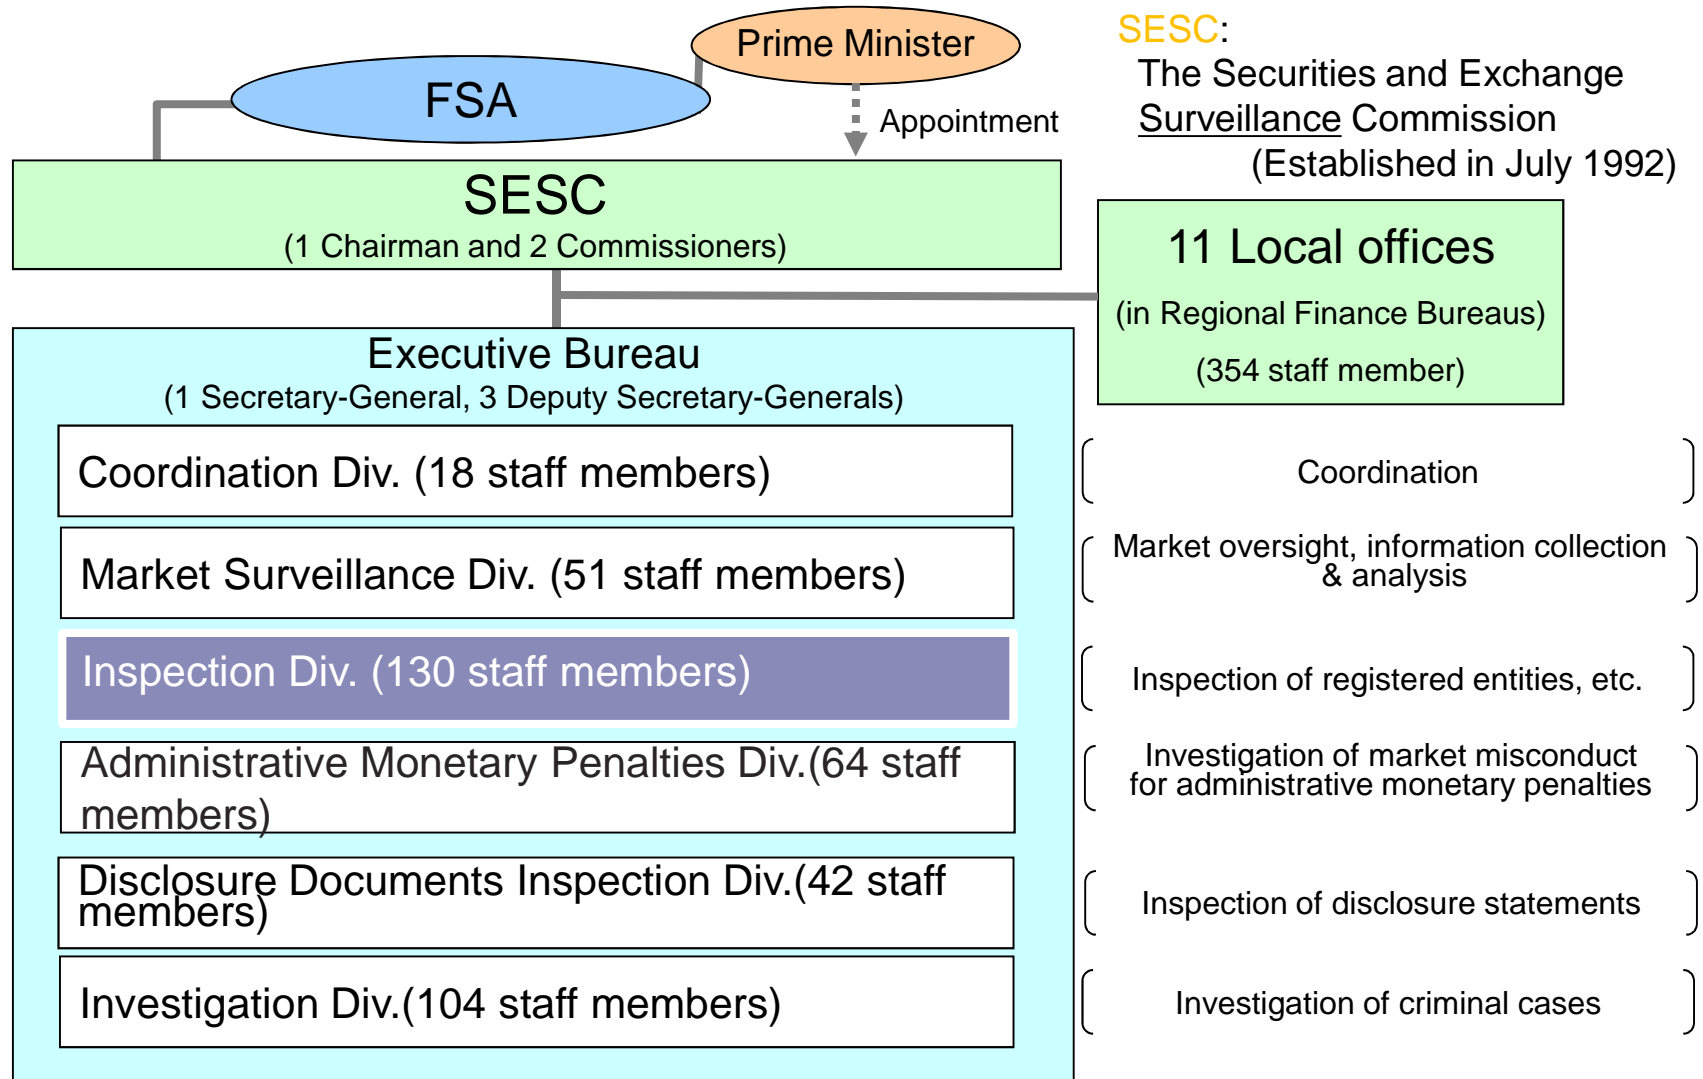 Prime Minister
FSA
Appointment
SESC:
The Securities and Exchange
Surveillance Commission
(Established in July 1992)
SESC
(1 Chairman and 2 Commissioners)
11 Local offices
(in Regional Finance Bureaus)
(354 staff member)
Executive Bureau
(1 Secretary-General, 3 Deputy Secretary-Generals)
Coordination Div. (18 staff members)
Coordination
Market Surveillance Div. (51 staff members)
Market oversight, information collection
& analysis
Inspection Div. (130 staff members)
Inspection of registered entities, etc.
Administrative Monetary Penalties Div.(64 staff
members)
Investigation of market misconduct
for administrative monetary penalties
Disclosure Documents Inspection Div.(42 staff
members)
Inspection of disclosure statements
Investigation Div.(104 staff members)
Investigation of criminal cases